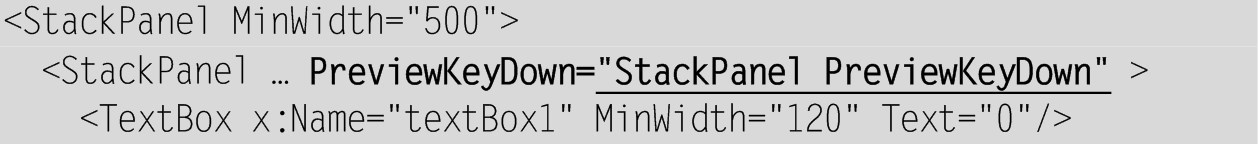 <StackPanel MinWidth="500">
<StackPanel … PreviewKeyDown="StackPanel PreviewKeyDown" >
<TextBox x:Name="textBox1" MinWidth="120" Text="0"/>